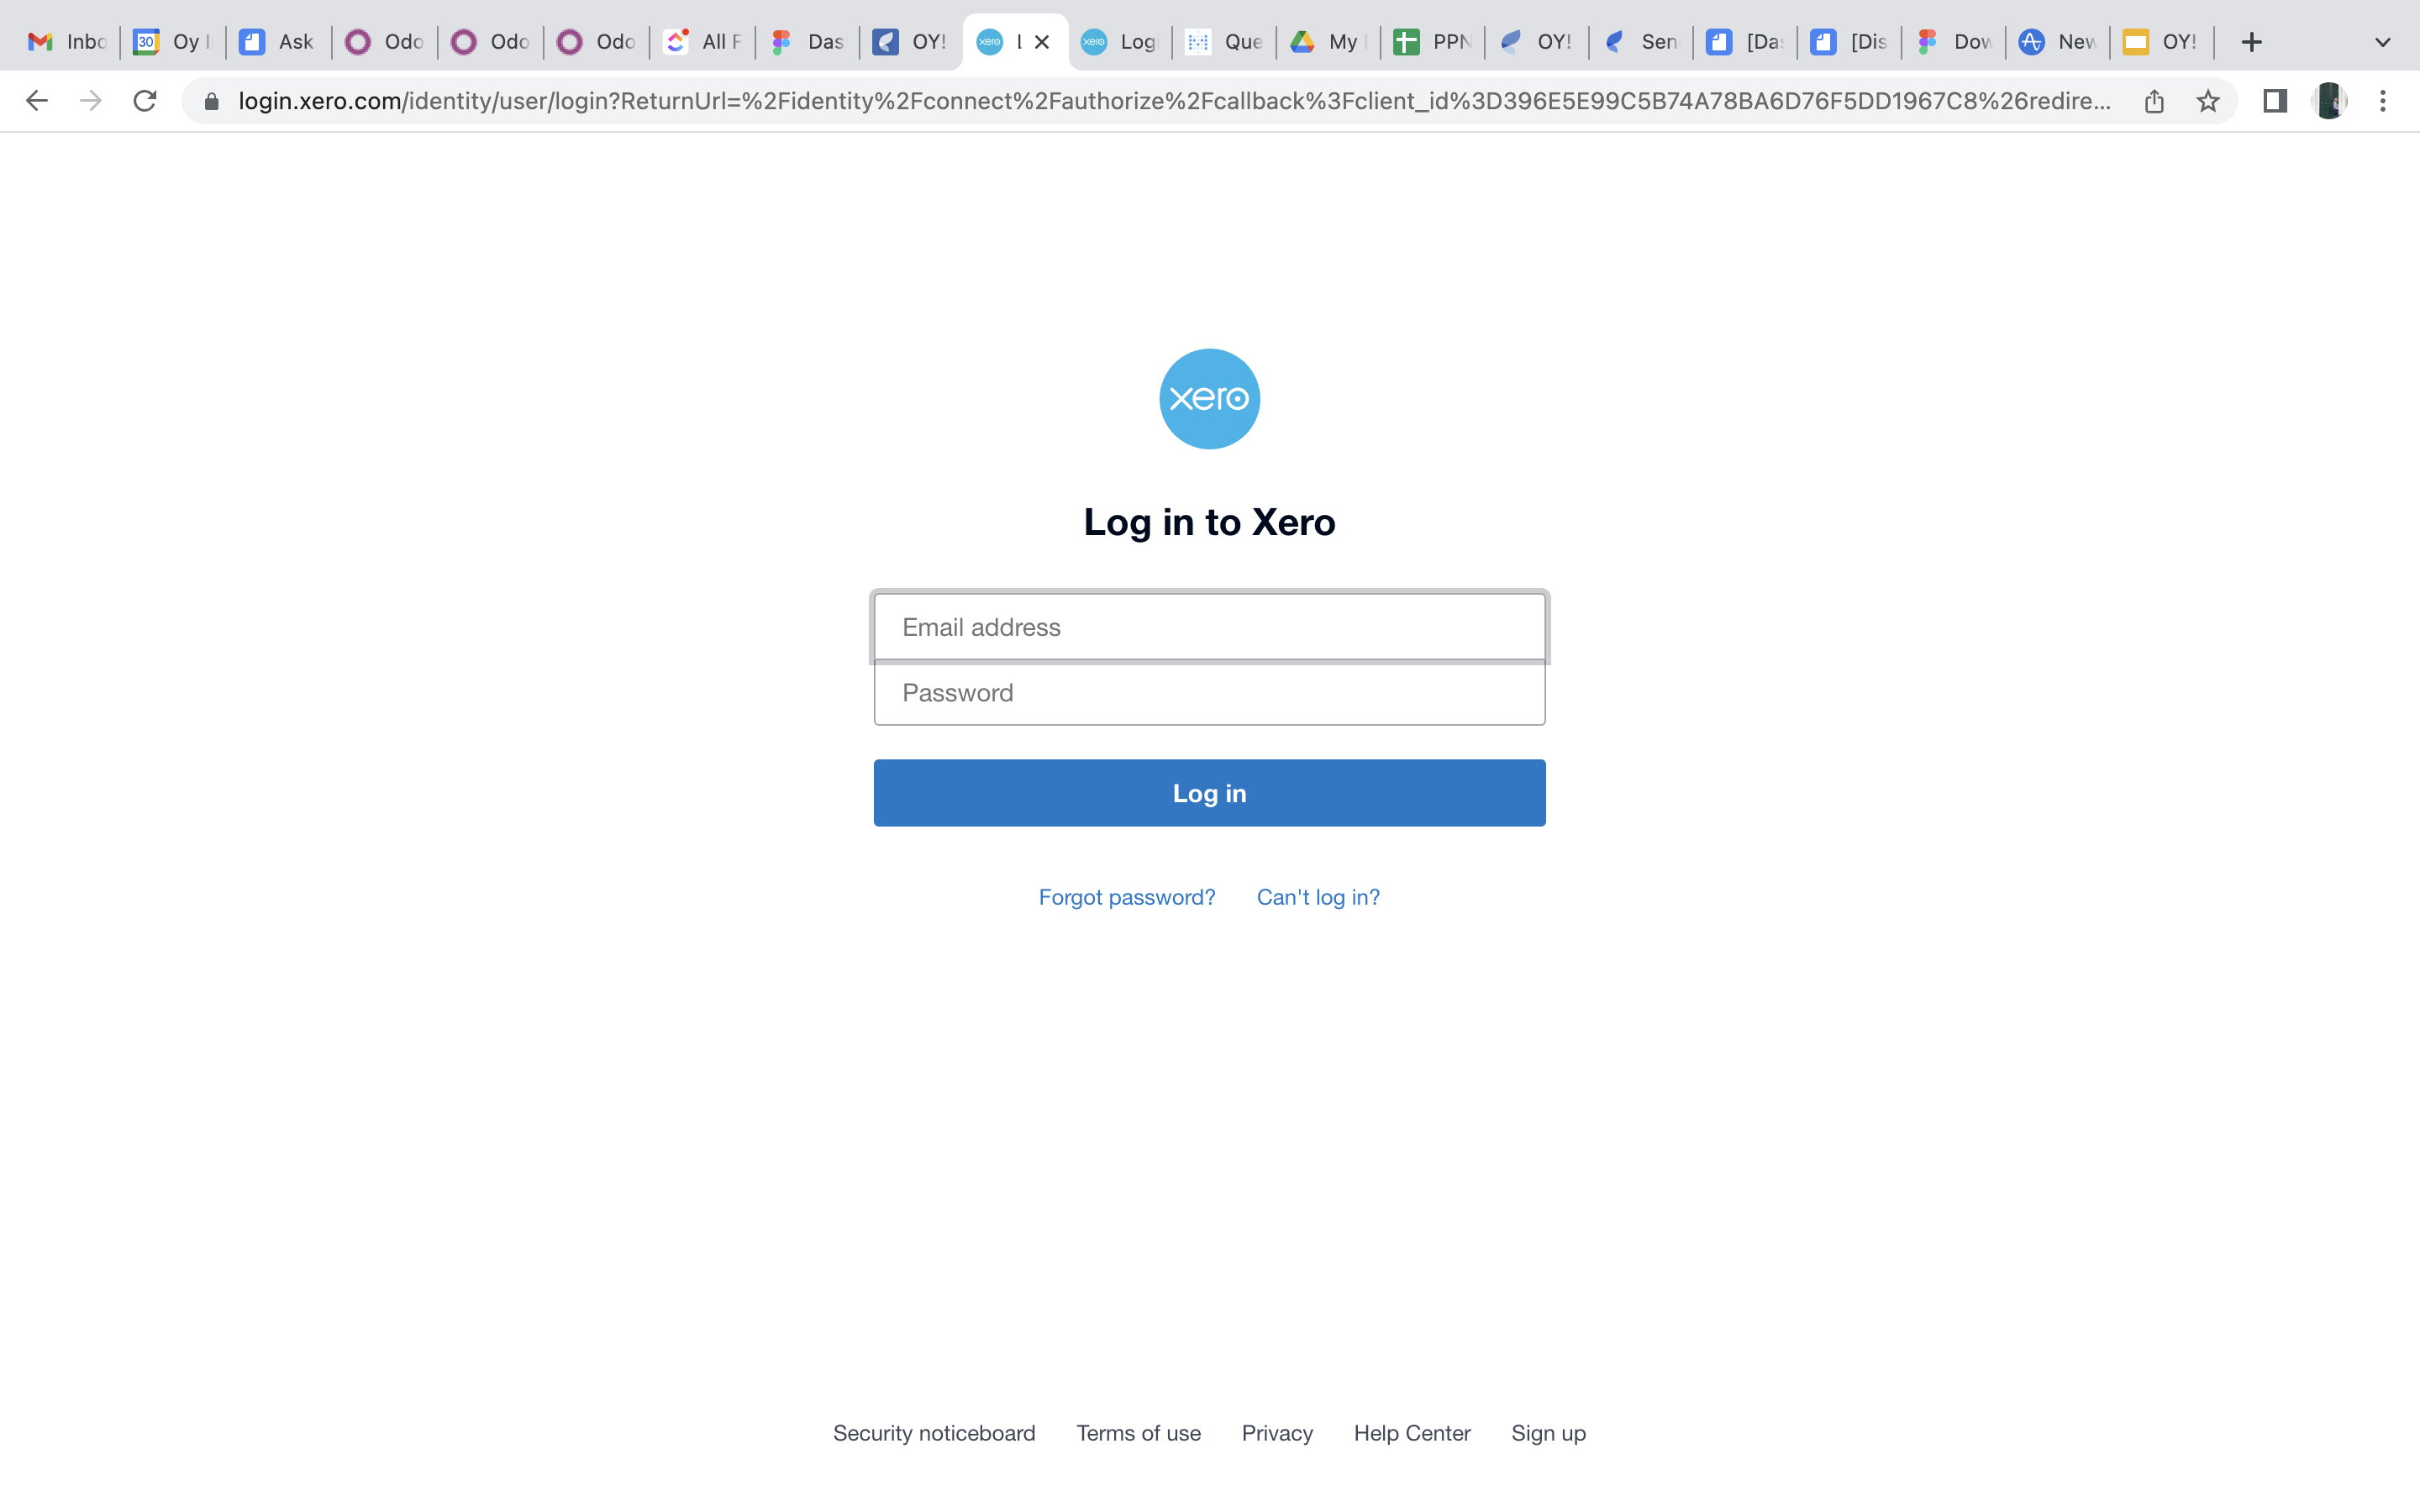 Inbo Oy I Ask Odo Odo Odo All F Das OY! L Log Que My PPN OY! Sen [Da [Dis Dow New OY!
login.xero.com/identity/user/login?ReturnUrl=%2Fidentity%2Fconnect%2Fauthorize%2Fcallback%3Fclient_id%3D396E5E99C5B74A78BA6D76F5DD1967C8%26redire...
xero
Log in to Xero
Email address
Password
Log in
Forgot password? Can't log in?
Security noticeboard Terms of use Privacy Help Center Sign up